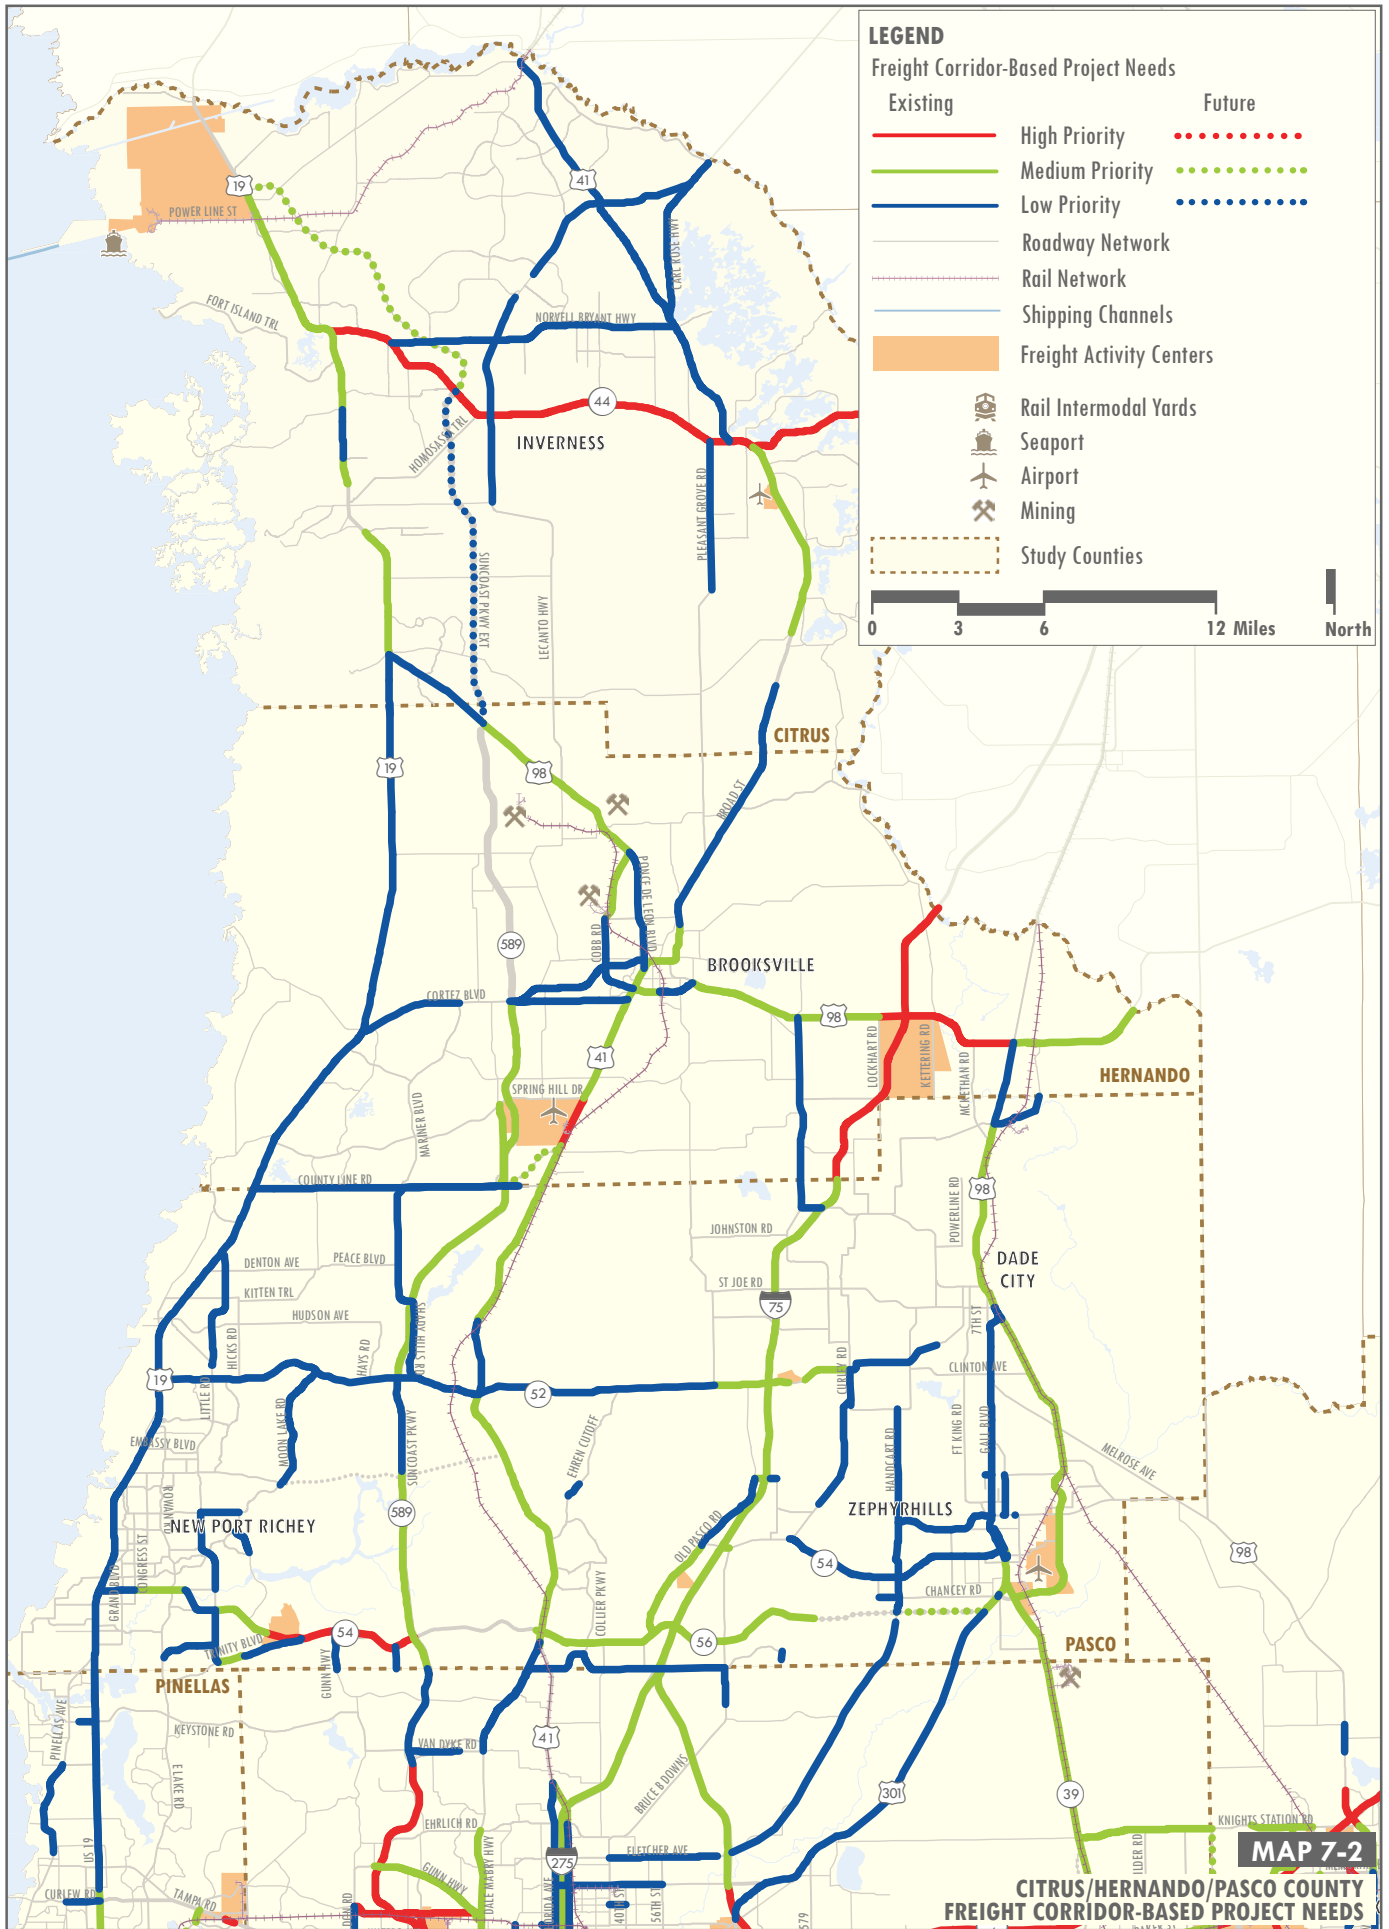 LEGEND
Freight Corridor-Based Project Needs
Existing
Future
High Priority
Medium Priority
Low Priority
Roadway Network
Rail Network
Shipping Channels
Freight Activity Centers
Rail Intermodal Yards
Seaport
Airport
Mining
Study Counties
0 3 6 12 Miles
North
19
POWER LINE ST
41
CARL ROSE HWY
FORT ISLAND TRL
NORVELL BRYANT HWY
44
HOMOSASSA TRL
INVERNESS
PLEASANT GROVE RD
SUNCOAST PKWY EXT
LECANTO HWY
CITRUS
19
98
BROAD ST
PONCE DE LEON BLVD
COBB RD
589
BROOKSVILLE
CORTEZ BLVD
98
LOCKHART RD
KETTERING RD
MCKETHAN RD
41
HERNANDO
SPRING HILL DR
MARINER BLVD
COUNTY LINE RD
98
POWERLINE RD
JOHNSTON RD
DENTON AVE
PEACE BLVD
DADE
CITY
KITTEN TRL
ST JOE RD
75
HUDSON AVE
SHADY HILLS RD
7TH ST
HICKS RD
HAYS RD
CURLEY RD
CLINTON AVE
19
52
LITTLE RD
MOON LAKE RD
EMBASSY BLVD
SUNCOAST PKWY
EHREN CUTOFF
HANDCART RD
FT KING RD
GALL BLVD
MELROSE AVE
ROWAN RD
589
ZEPHYRHILLS
NEW PORT RICHEY
OLD PASCO RD
98
CONGRESS ST
54
GRAND BLVD
COLLIER PKWY
CHANCEY RD
54
TRINITY BLVD
56
PASCO
GUNN HWY
PINELLAS
PINELLAS AVE
KEYSTONE RD
41
VAN DYKE RD
E LAKE RD
BRUCE B DOWNS
301
39
EHRLICH RD
KNIGHTS STATION RD
US 19
DALE MABRY HWY
FLETCHER AVE
MAP 7-2
275
GUNN HWY
CURLEW RD
TAMPA RD
40TH ST
56TH ST
579
CITRUS/HERNANDO/PASCO COUNTY
FREIGHT CORRIDOR-BASED PROJECT NEEDS